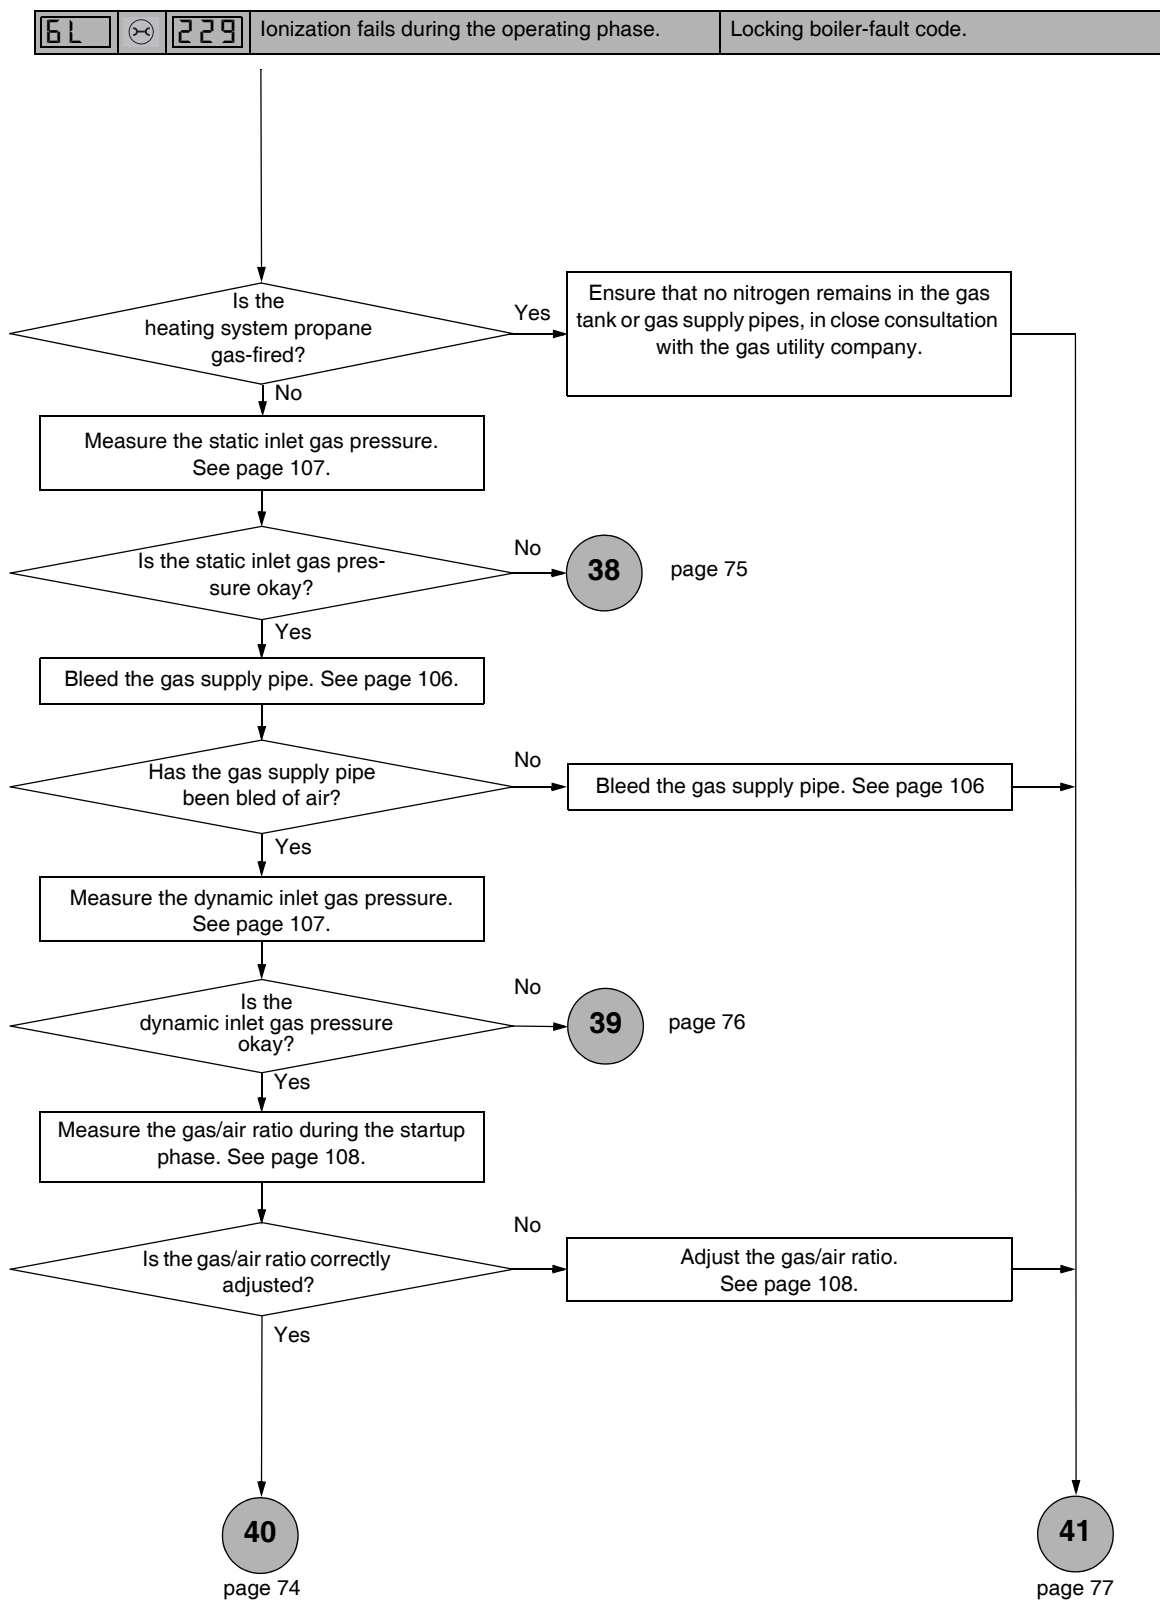 6L 229 Ionization fails during the operating phase. Locking boiler-fault code.
Is the
heating system propane
gas-fired?
Yes
Ensure that no nitrogen remains in the gas
tank or gas supply pipes, in close consultation
with the gas utility company.
No
Measure the static inlet gas pressure.
See page 107.
Is the static inlet gas pres-
sure okay?
No
38 page 75
Yes
Bleed the gas supply pipe. See page 106.
Has the gas supply pipe
been bled of air?
No
Bleed the gas supply pipe. See page 106
Yes
Measure the dynamic inlet gas pressure.
See page 107.
Is the
dynamic inlet gas pressure
okay?
No
39 page 76
Yes
Measure the gas/air ratio during the startup
phase. See page 108.
Is the gas/air ratio correctly
adjusted?
No
Adjust the gas/air ratio.
See page 108.
Yes
40
page 74
41
page 77